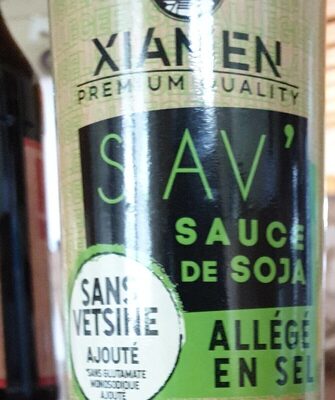 XIAMEN
PREMIUM QUALITY
SAV'
SAUCE
DE SOJA
SANS
VETSINE
AJOUTÉ
*SANS GLUTAMATE
MONOSODIQUE
AJOUTÉ
ALLÉGÉ
EN SEL